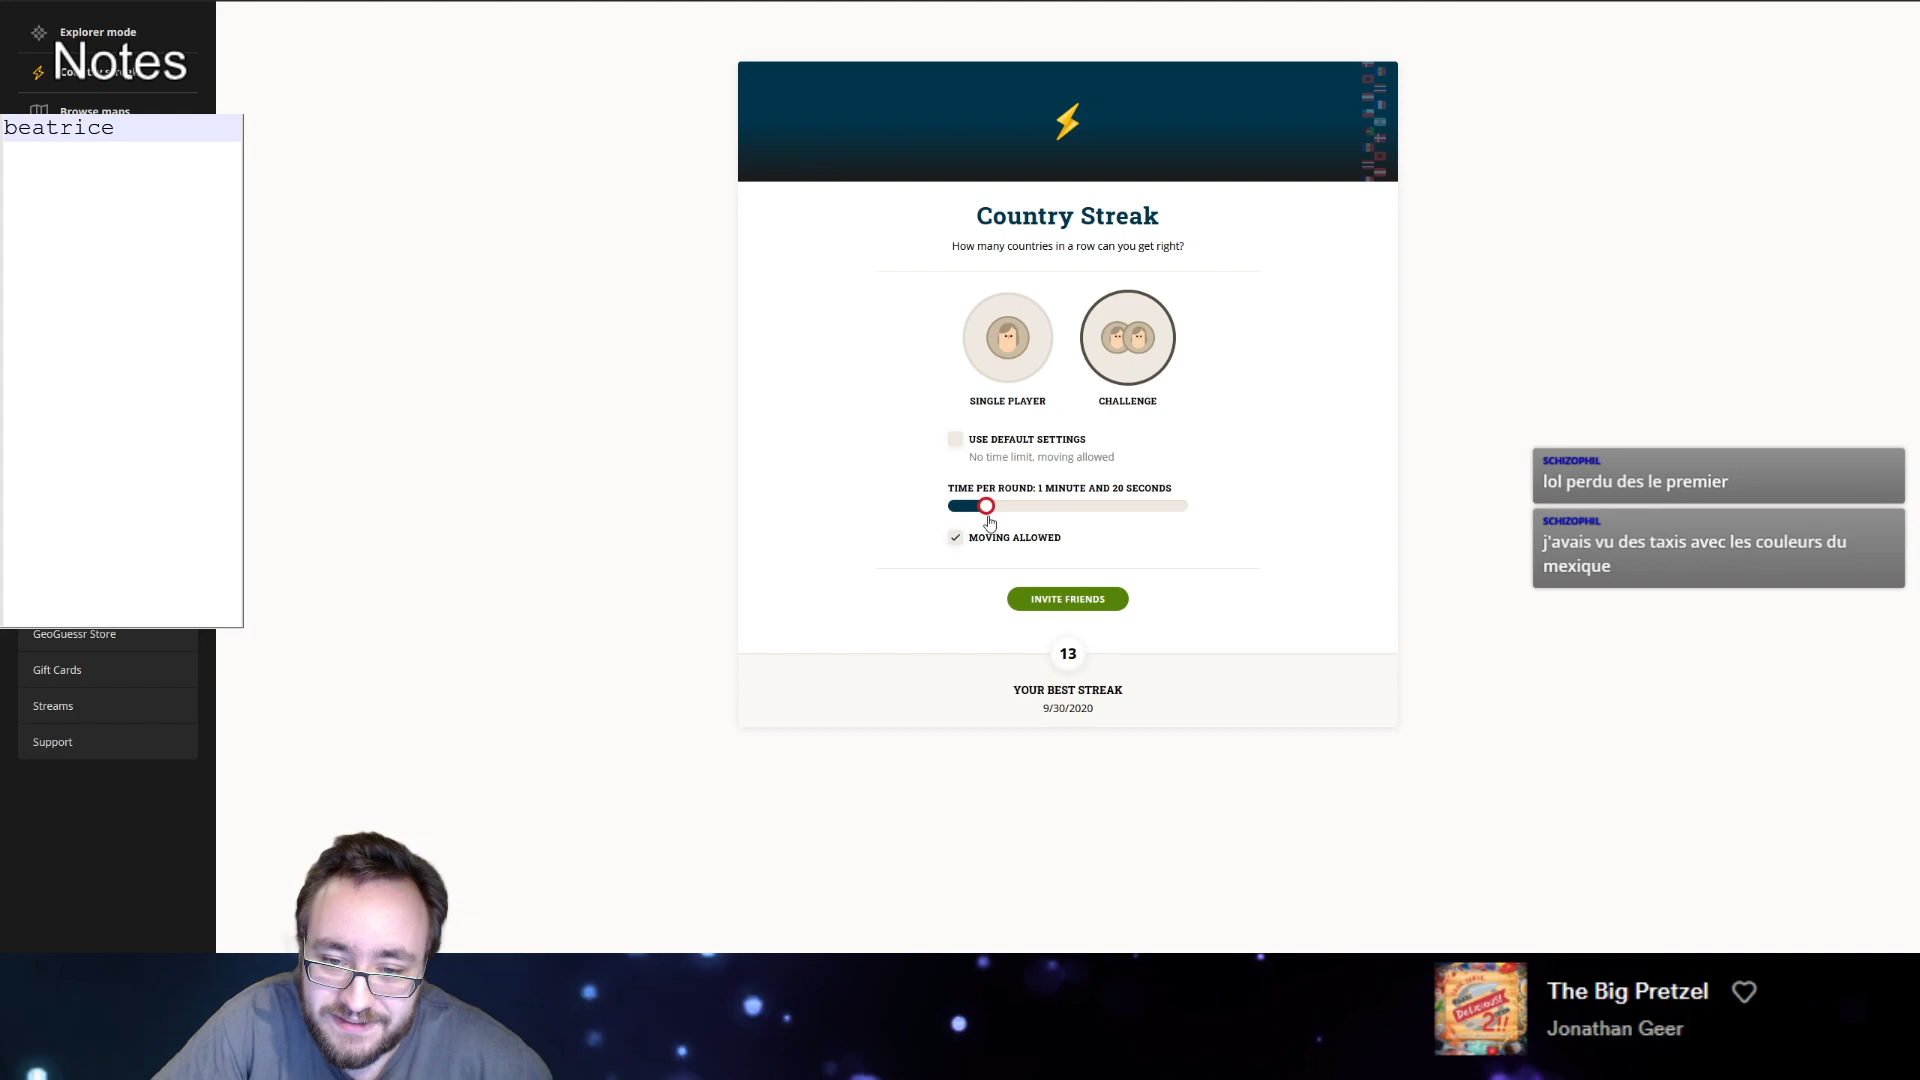 Explorer mode
Notes
Browse maps
beatrice
GeoGuessr Store
Gift Cards
Streams
Support
Country Streak
How many countries in a row can you get right?
SINGLE PLAYER
CHALLENGE
USE DEFAULT SETTINGS
No time limit, moving allowed
TIME PER ROUND: 1 MINUTE AND 20 SECONDS
MOVING ALLOWED
INVITE FRIENDS
13
YOUR BEST STREAK
9/30/2020
SCHIZOPHIL
lol perdu des le premier
SCHIZOPHIL
j'avais vu des taxis avec les couleurs du
mexique
Delicious!
2!!
The Big Pretzel
Jonathan Geer